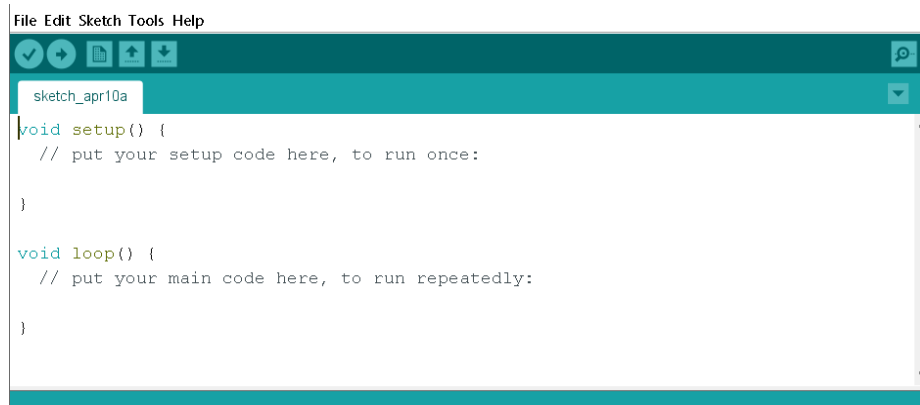 File Edit Sketch Tools Help
sketch_apr10a
void setup() {
  // put your setup code here, to run once:
}
void loop() {
  // put your main code here, to run repeatedly:
}